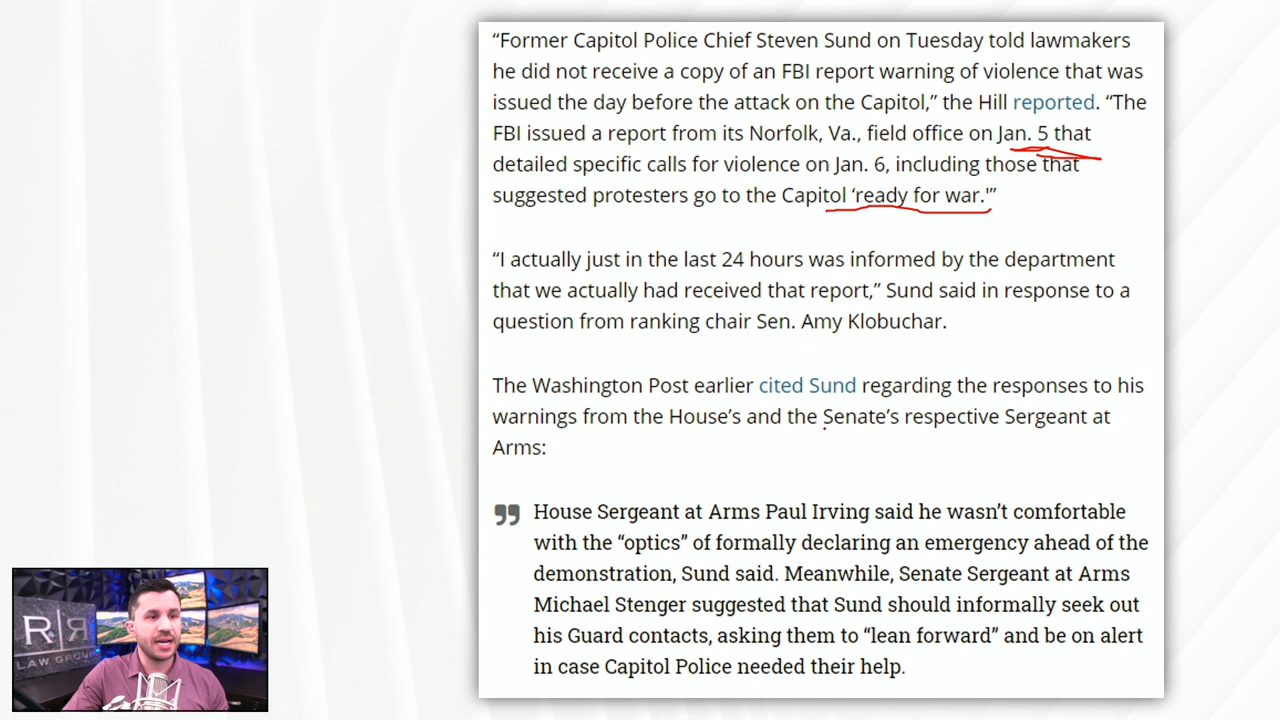 “Former Capitol Police Chief Steven Sund on Tuesday told lawmakers
he did not receive a copy of an FBI report warning of violence that was
issued the day before the attack on the Capitol,” the Hill reported. “The
FBI issued a report from its Norfolk, Va., field office on Jan. 5 that
detailed specific calls for violence on Jan. 6, including those that
suggested protesters go to the Capitol ‘ready for war.'”
“I actually just in the last 24 hours was informed by the department
that we actually had received that report,” Sund said in response to a
question from ranking chair Sen. Amy Klobuchar.
The Washington Post earlier cited Sund regarding the responses to his
warnings from the House’s and the Senate’s respective Sergeant at
Arms:
House Sergeant at Arms Paul Irving said he wasn’t comfortable
with the “optics” of formally declaring an emergency ahead of the
demonstration, Sund said. Meanwhile, Senate Sergeant at Arms
Michael Stenger suggested that Sund should informally seek out
his Guard contacts, asking them to “lean forward” and be on alert
in case Capitol Police needed their help.
R|R
LAW GROUP